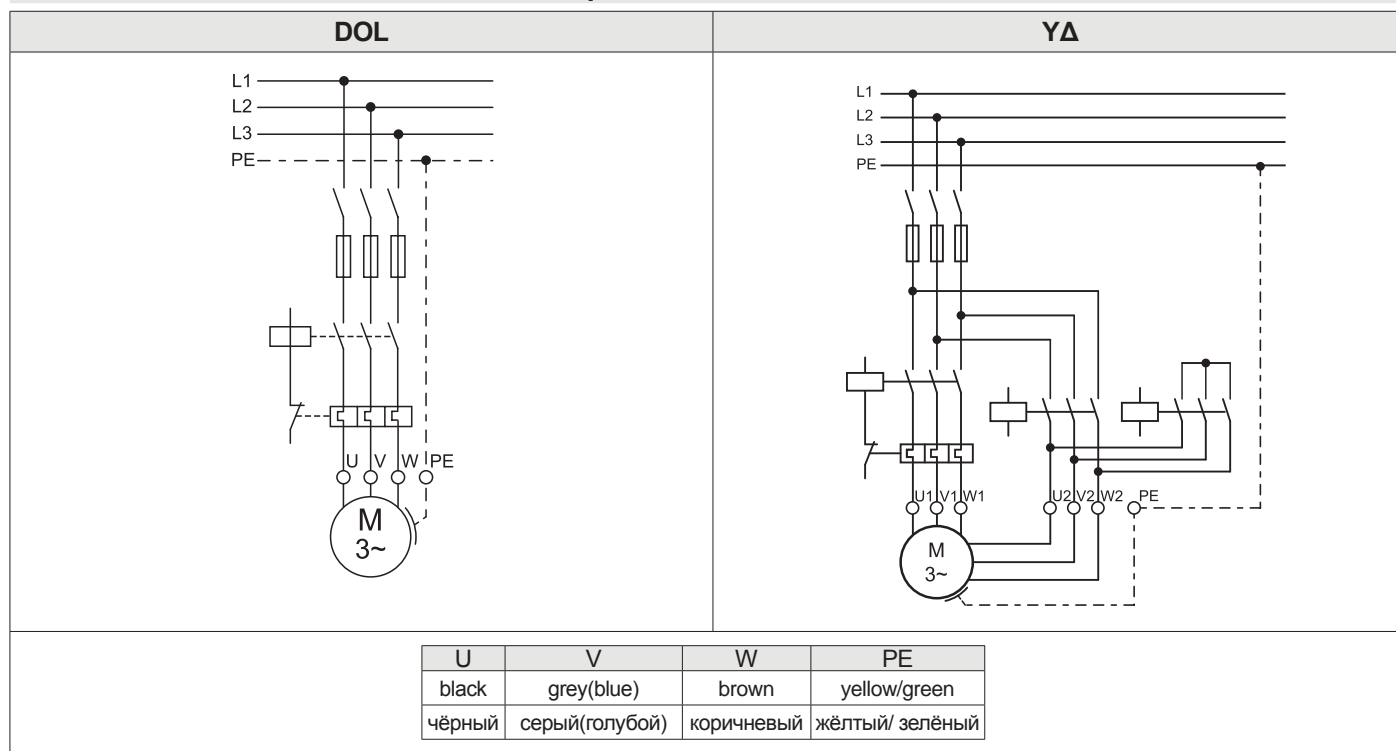 DOL
YΔ
L1
L2
L3
PE
U V W PE
M
3~
L1
L2
L3
PE
U1 V1 W1 U2 V2 W2 PE
M
3~
U V W PE
black grey(blue) brown yellow/green
чёрный серый(голубой) коричневый жёлтый/ зелёный